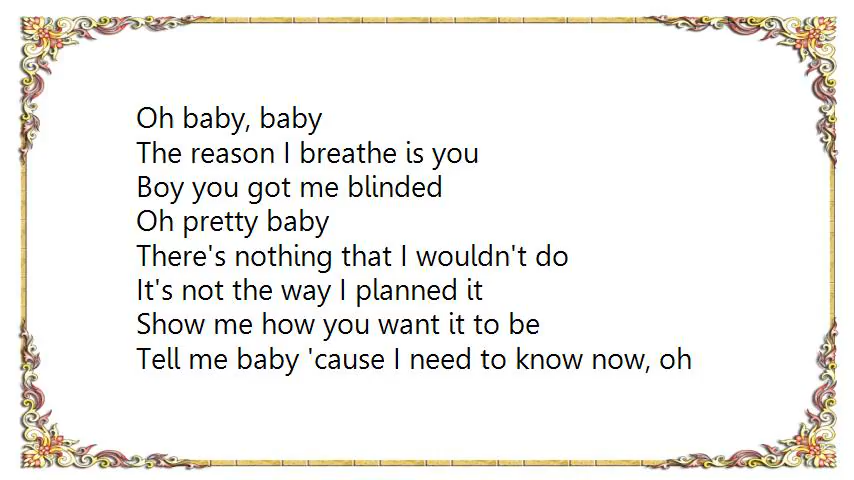 Oh baby, baby
The reason I breathe is you
Boy you got me blinded
Oh pretty baby
There's nothing that I wouldn't do
It's not the way I planned it
Show me how you want it to be
Tell me baby 'cause I need to know now, oh